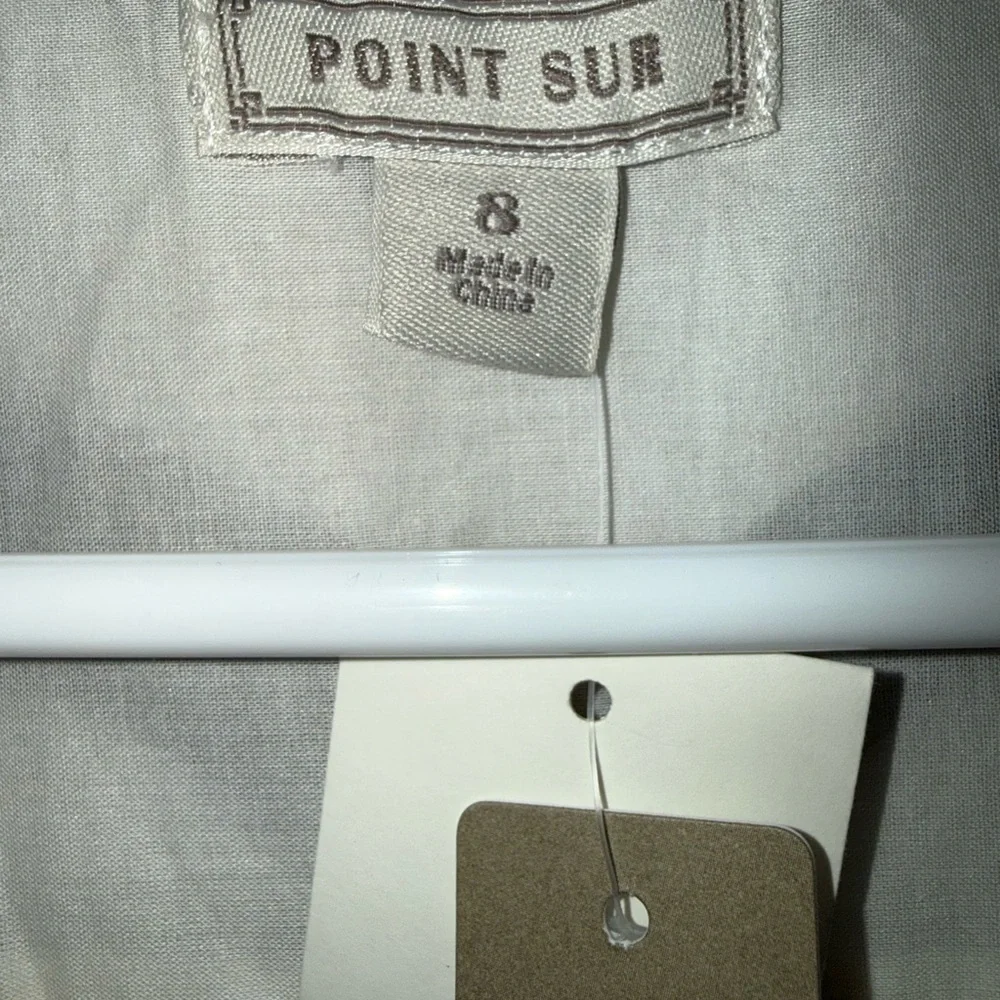 POINT SUR
8
Made In
China